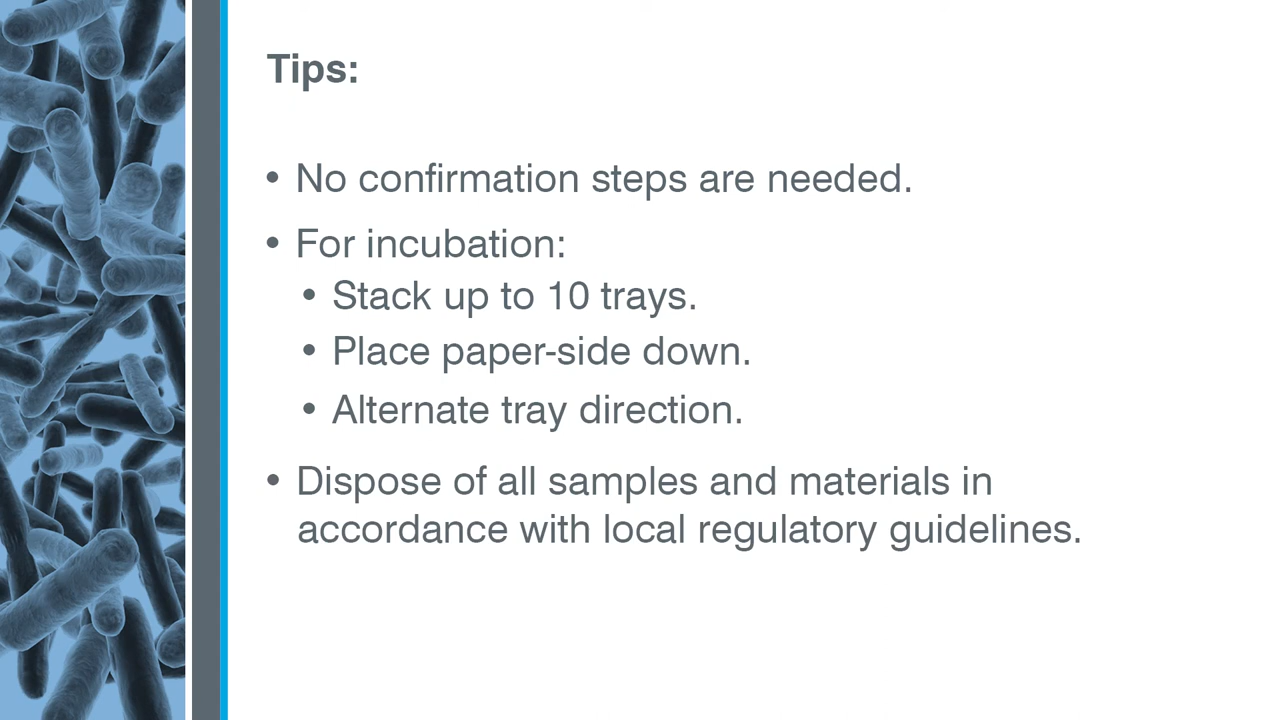 Tips:
• No confirmation steps are needed.
• For incubation:
• Stack up to 10 trays.
• Place paper-side down.
• Alternate tray direction.
• Dispose of all samples and materials in
accordance with local regulatory guidelines.